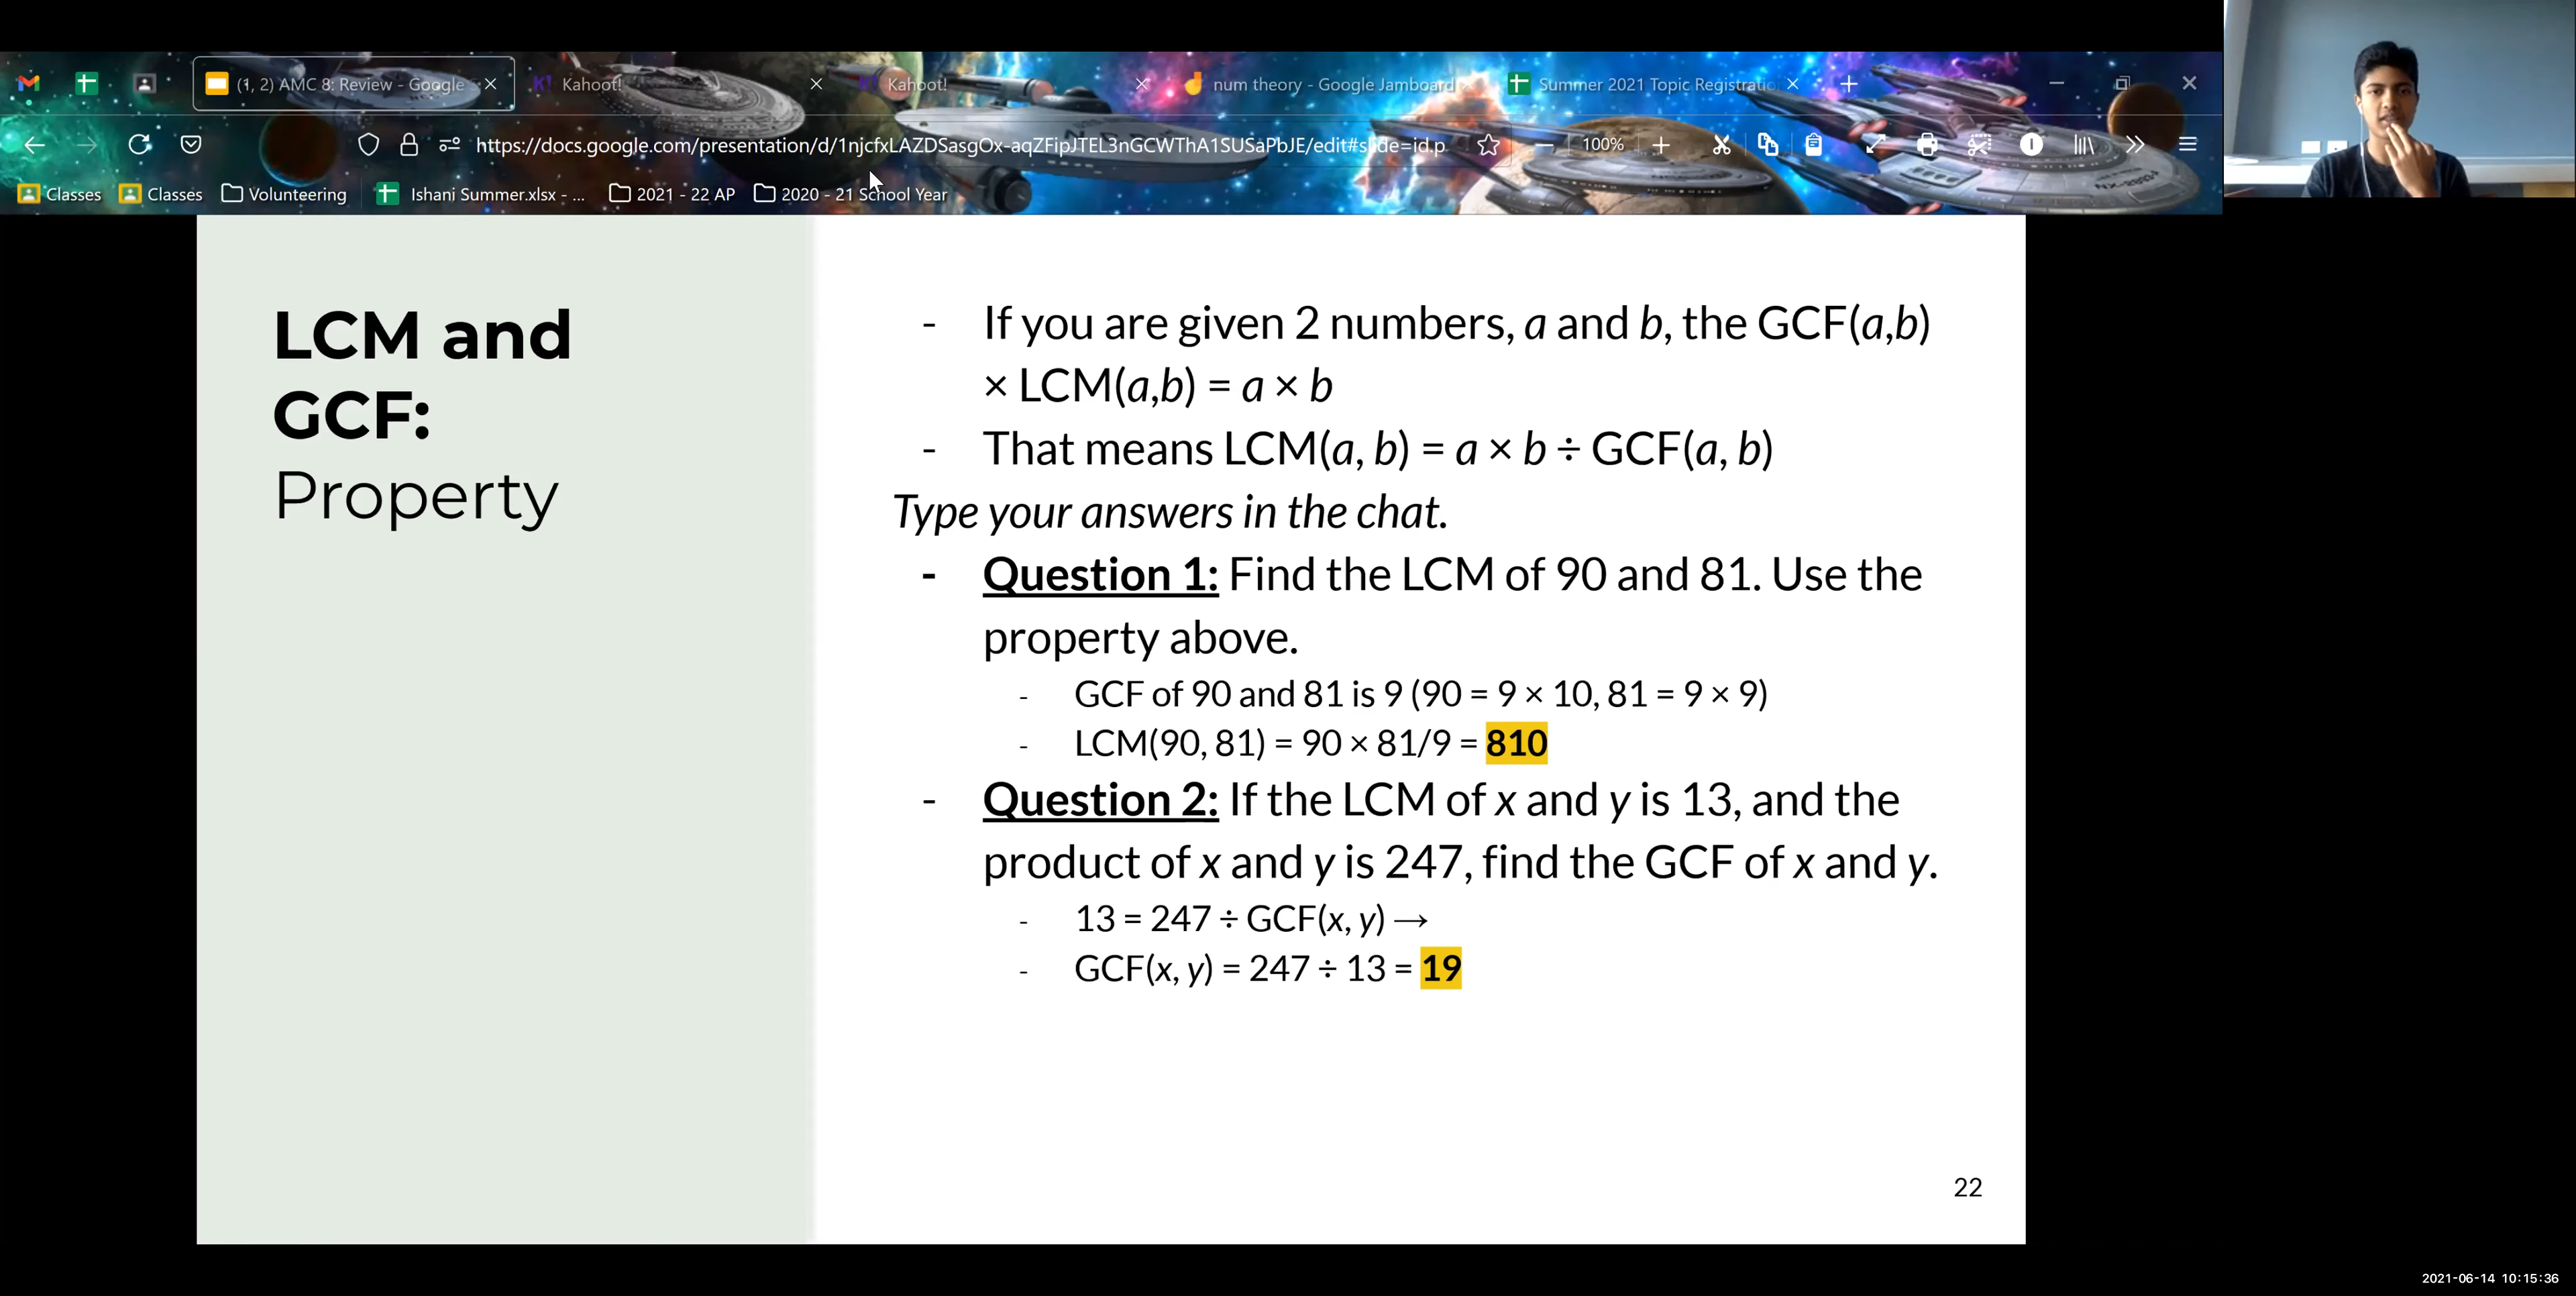 (1, 2) AMC 8: Review - Google
Kahoot!
Kahoot!
num theory - Google Jamboard
Summer 2021 Topic Registratio
https://docs.google.com/presentation/d/1njcfxLAZDSasgOx-aqZFipJTEL3nGCWThA1SUSaPbJE/edit#slide=id.p
100%
Classes
Classes
Volunteering
Ishani Summer.xlsx - ...
2021 - 22 AP
2020 - 21 School Year
LCM and
GCF:
Property
- If you are given 2 numbers, a and b, the GCF(a,b)
× LCM(a,b) = a × b
- That means LCM(a, b) = a × b ÷ GCF(a, b)
Type your answers in the chat.
- Question 1: Find the LCM of 90 and 81. Use the
property above.
- GCF of 90 and 81 is 9 (90 = 9 × 10, 81 = 9 × 9)
- LCM(90, 81) = 90 × 81/9 = 810
- Question 2: If the LCM of x and y is 13, and the
product of x and y is 247, find the GCF of x and y.
- 13 = 247 ÷ GCF(x, y) →
- GCF(x, y) = 247 ÷ 13 = 19
22
2021-06-14 10:15:36